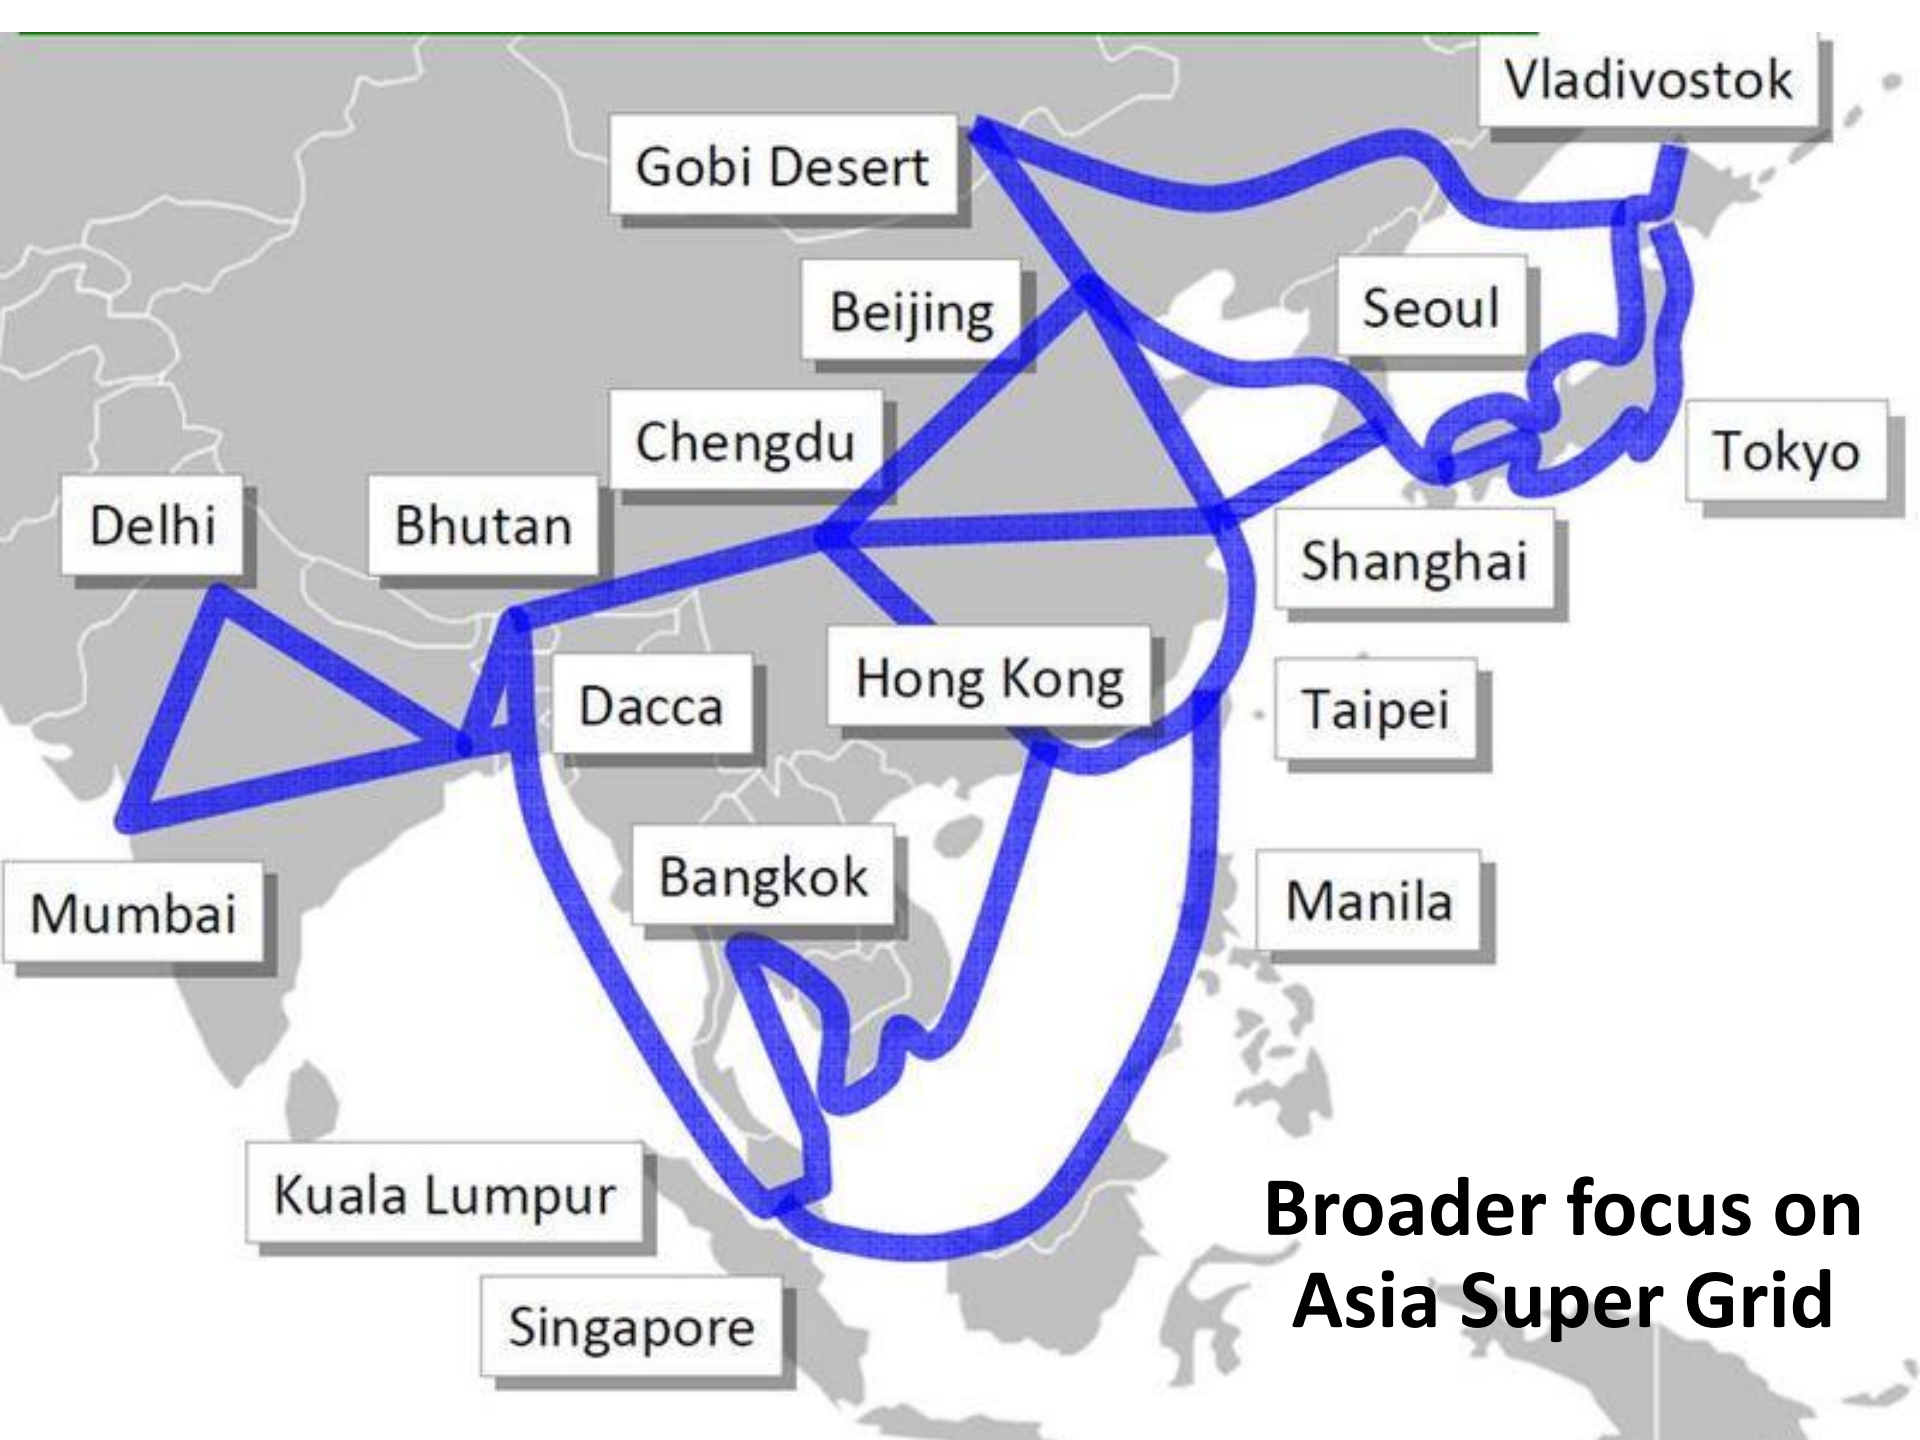 Vladivostok
Gobi Desert
Beijing
Seoul
Chengdu
Tokyo
Delhi
Bhutan
Shanghai
Hong Kong
Dacca
Taipei
Bangkok
Manila
Mumbai
Kuala Lumpur
Singapore
Broader focus on
Asia Super Grid